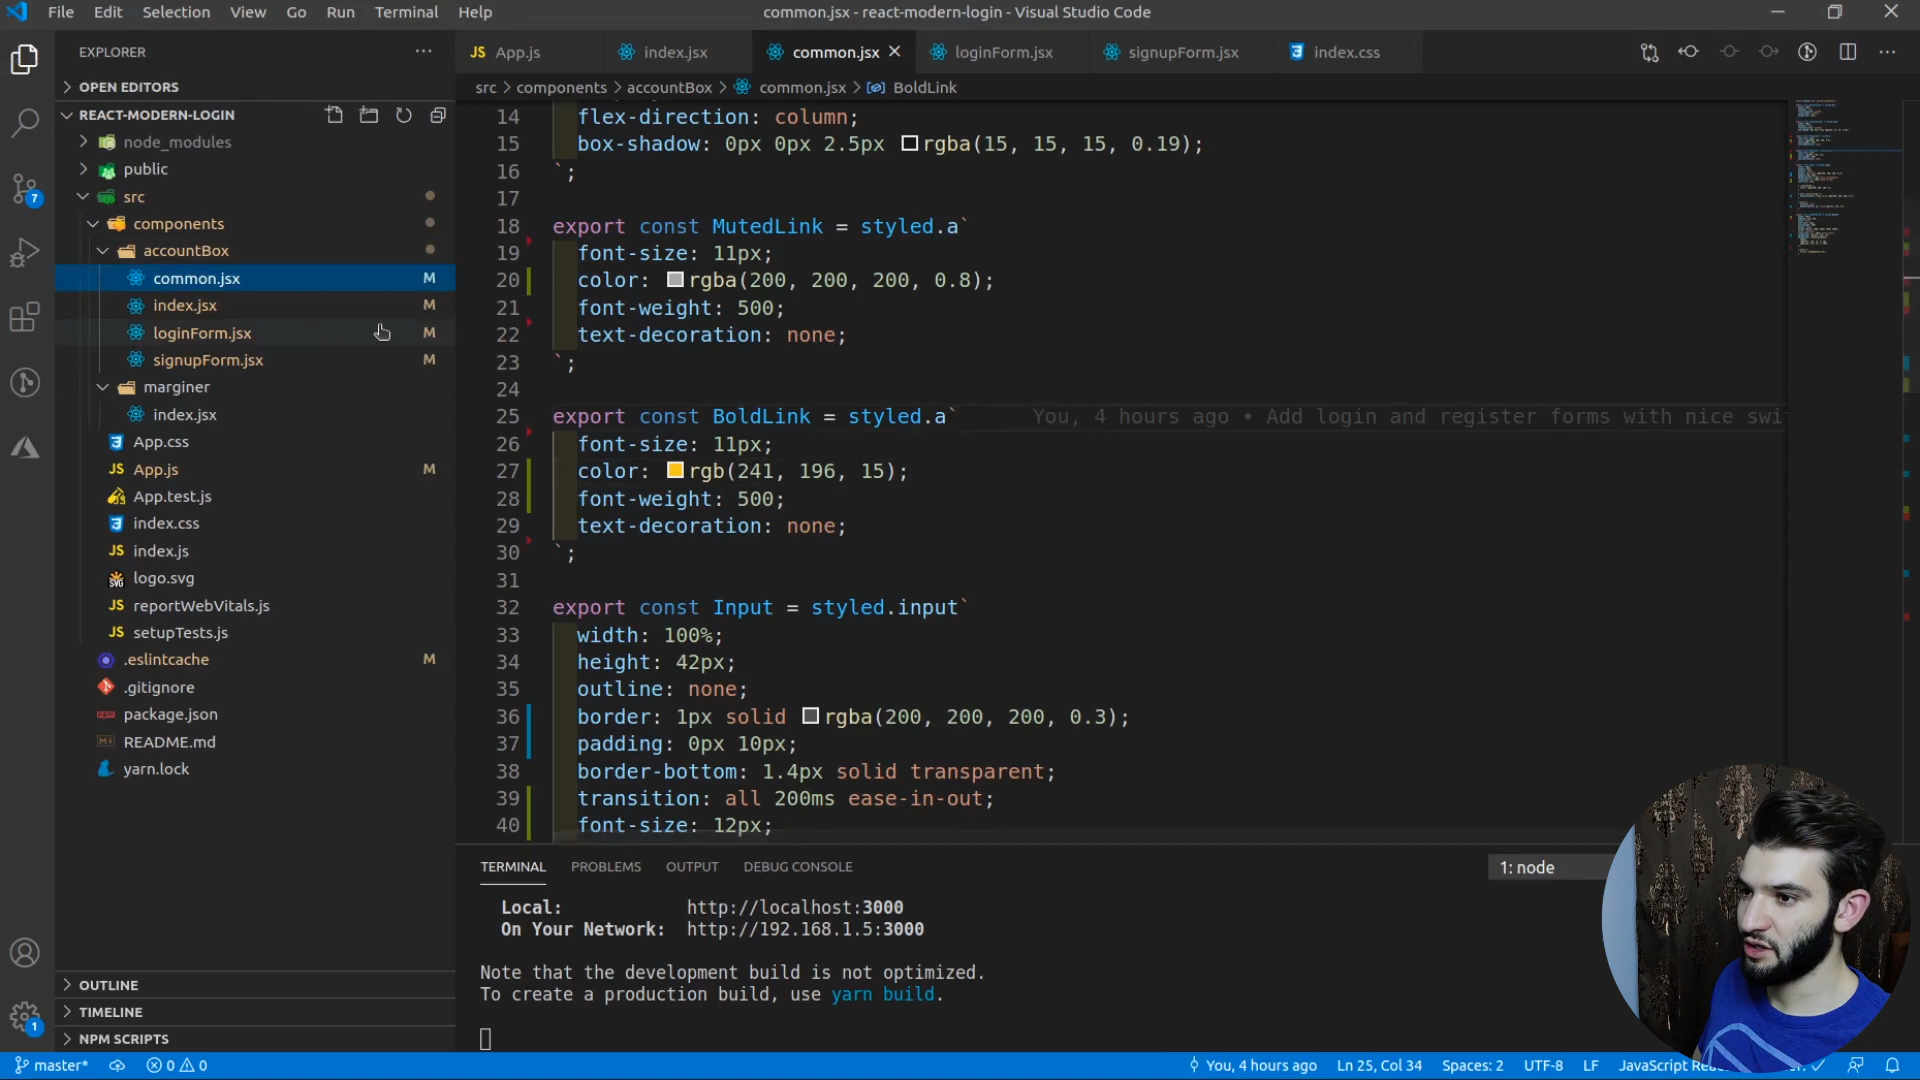 File Edit Selection View Go Run Terminal Help
common.jsx - react-modern-login - Visual Studio Code
EXPLORER
OPEN EDITORS
REACT-MODERN-LOGIN
node_modules
public
src
components
accountBox
common.jsx M
index.jsx M
loginForm.jsx M
signupForm.jsx M
marginer
index.jsx
App.css
App.js M
App.test.js
index.css
index.js
logo.svg
reportWebVitals.js
setupTests.js
.eslintcache M
.gitignore
package.json
README.md
yarn.lock
OUTLINE
TIMELINE
NPM SCRIPTS
7
1
JS App.js index.jsx common.jsx loginForm.jsx signupForm.jsx index.css
src > components > accountBox > common.jsx > BoldLink
14 flex-direction: column;
15 box-shadow: 0px 0px 2.5px rgba(15, 15, 15, 0.19);
16 `;
17
18 export const MutedLink = styled.a`
19 font-size: 11px;
20 color: rgba(200, 200, 200, 0.8);
21 font-weight: 500;
22 text-decoration: none;
23 `;
24
25 export const BoldLink = styled.a` You, 4 hours ago • Add login and register forms with nice swi
26 font-size: 11px;
27 color: rgb(241, 196, 15);
28 font-weight: 500;
29 text-decoration: none;
30 `;
31
32 export const Input = styled.input`
33 width: 100%;
34 height: 42px;
35 outline: none;
36 border: 1px solid rgba(200, 200, 200, 0.3);
37 padding: 0px 10px;
38 border-bottom: 1.4px solid transparent;
39 transition: all 200ms ease-in-out;
40 font-size: 12px;
TERMINAL PROBLEMS OUTPUT DEBUG CONSOLE 1: node
Local: http://localhost:3000
On Your Network: http://192.168.1.5:3000
Note that the development build is not optimized.
To create a production build, use yarn build.
master* 0 0 You, 4 hours ago Ln 25, Col 34 Spaces: 2 UTF-8 LF JavaScript